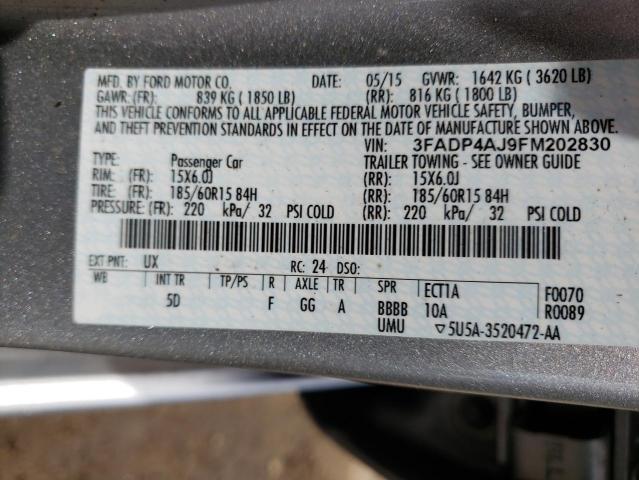 MFD. BY FORD MOTOR CO. DATE: 05/15 GVWR: 1642 KG ( 3620 LB)
GAWR: (FR): 839 KG ( 1850 LB) (RR): 816 KG ( 1800 LB)
THIS VEHICLE CONFORMS TO ALL APPLICABLE FEDERAL MOTOR VEHICLE SAFETY, BUMPER,
AND THEFT PREVENTION STANDARDS IN EFFECT ON THE DATE OF MANUFACTURE SHOWN ABOVE.
VIN: 3FADP4AJ9FM202830
TYPE: Passenger Car TRAILER TOWING - SEE OWNER GUIDE
RIM: (FR): 15X6.0J (RR): 15X6.0J
TIRE: (FR): 185/60R15 84H (RR): 185/60R15 84H
PRESSURE: (FR): 220 kPa/ 32 PSI COLD (RR): 220 kPa/ 32 PSI COLD
EXT PNT: UX RC: 24 DSO:
WB INT TR TP/PS R AXLE TR SPR ECT1A F0070
5D F GG A BBBB 10A R0089
UMU ▽5U5A-3520472-AA